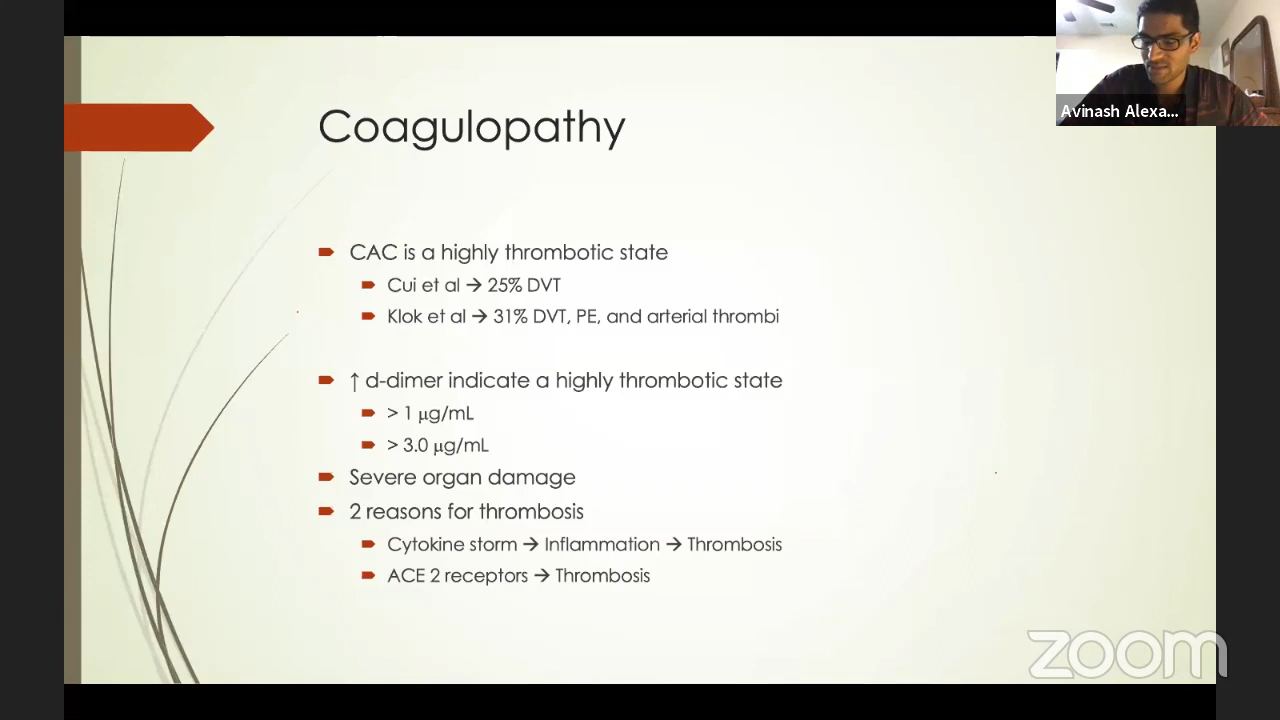 Avinash Alexa...
Coagulopathy
CAC is a highly thrombotic state
Cui et al → 25% DVT
Klok et al → 31% DVT, PE, and arterial thrombi
↑ d-dimer indicate a highly thrombotic state
> 1 μg/mL
> 3.0 μg/mL
Severe organ damage
2 reasons for thrombosis
Cytokine storm → Inflammation → Thrombosis
ACE 2 receptors → Thrombosis
zoom